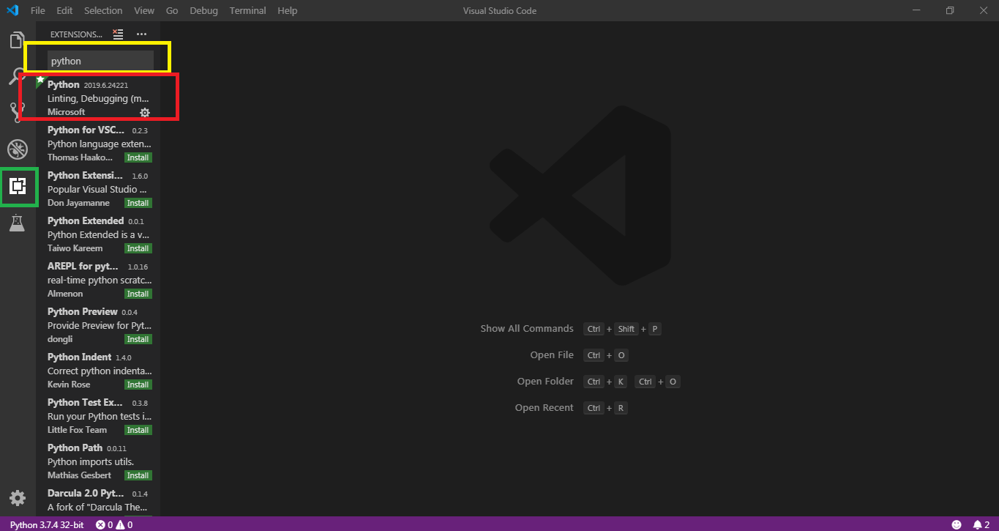 File Edit Selection View Go Debug Terminal Help Visual Studio Code
EXTENSIONS...
python
Python 2019.6.24221
Linting, Debugging (m...
Microsoft
Python for VSC... 0.2.3
Python language exten...
Thomas Haako... Install
Python Extensi... 1.6.0
Popular Visual Studio ...
Don Jayamanne Install
Python Extended 0.0.1
Python Extended is a v...
Taiwo Kareem Install
AREPL for pyt... 1.0.16
real-time python scratc...
Almenon Install
Python Preview 0.0.4
Provide Preview for Pyt...
dongli Install
Python Indent 1.4.0
Correct python indenta...
Kevin Rose Install
Python Test Ex... 0.3.8
Run your Python tests i...
Little Fox Team Install
Python Path 0.0.11
Python imports utils.
Mathias Gesbert Install
Darcula 2.0 Pyt... 0.1.4
A fork of "Darcula The...
Show All Commands Ctrl + Shift + P
Open File Ctrl + O
Open Folder Ctrl + K Ctrl + O
Open Recent Ctrl + R
Python 3.7.4 32-bit 0 0 2